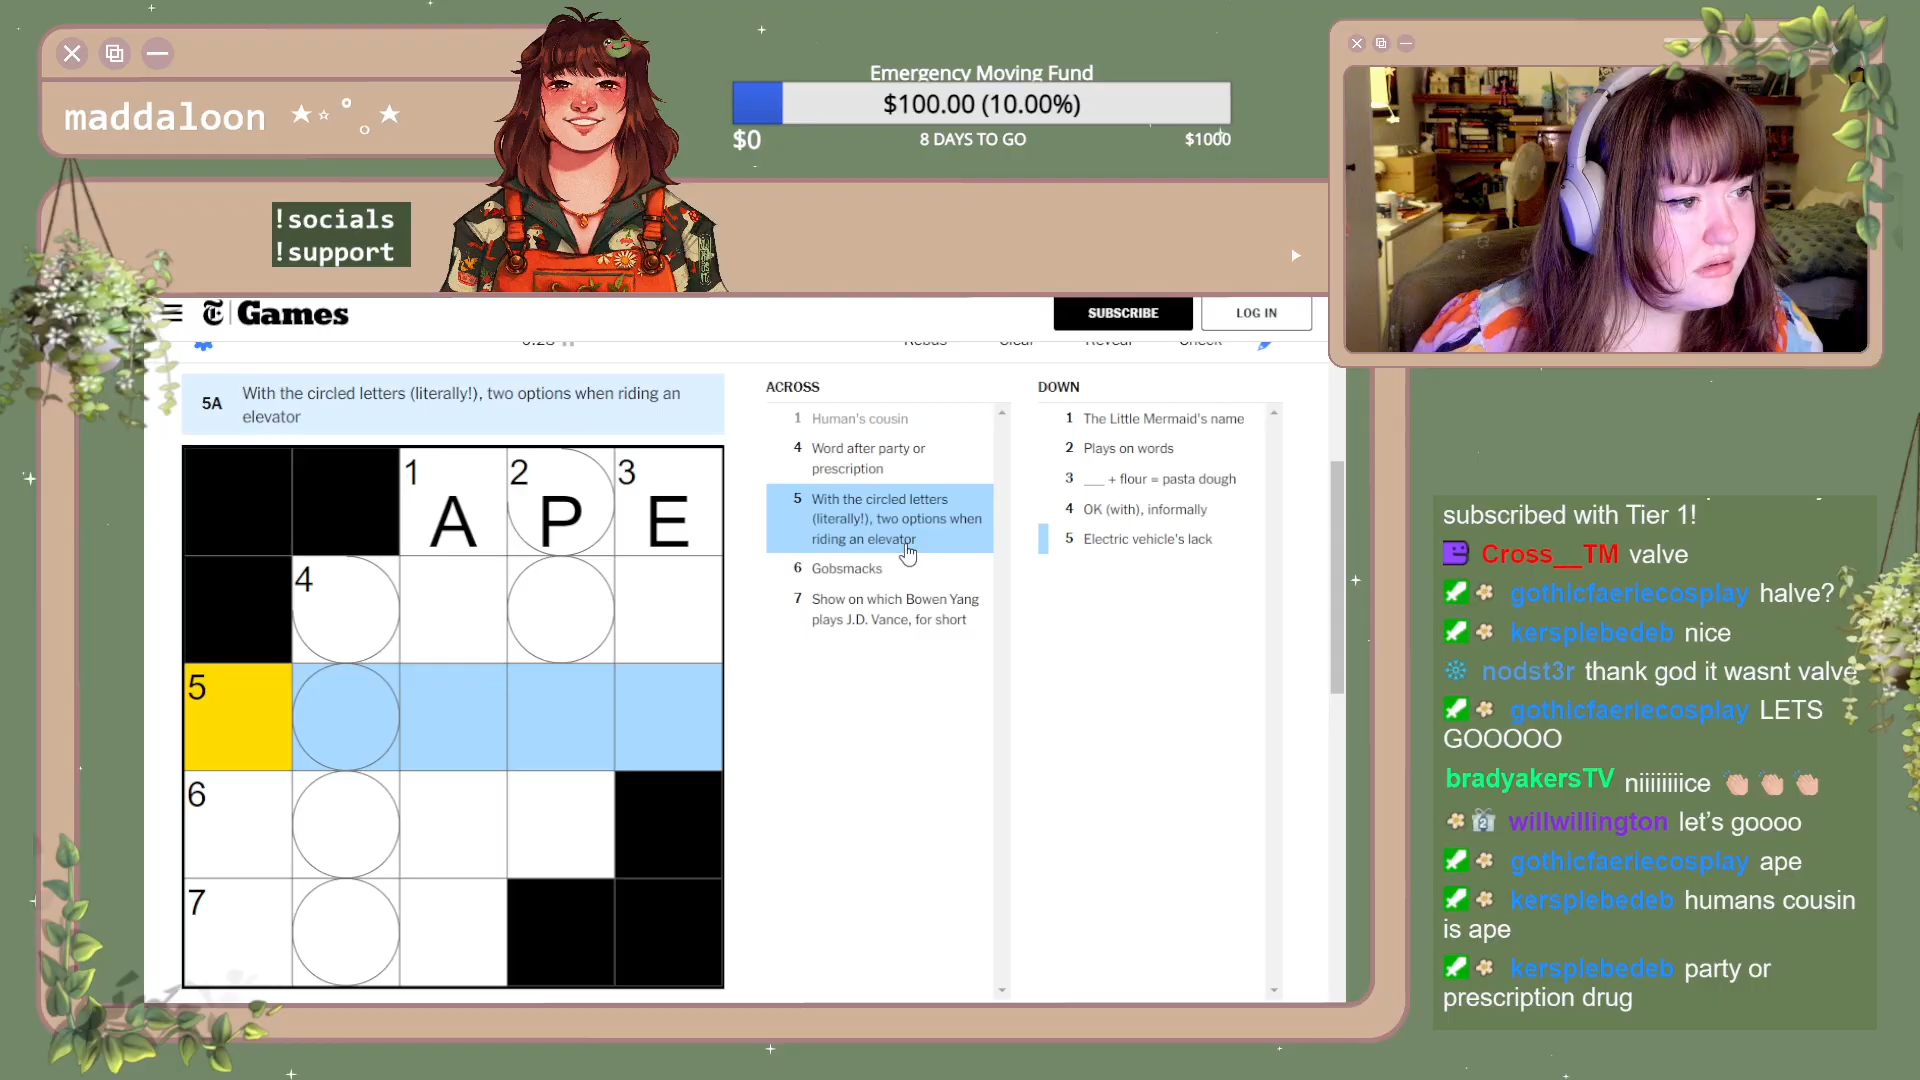 maddaloon
Emergency Moving Fund
$100.00 (10.00%)
$0
8 DAYS TO GO
$1000
!socials
!support
Games
SUBSCRIBE
LOG IN
5A With the circled letters (literally!), two options when riding an
elevator
1 A
2 P
3 E
4
5
6
7
ACROSS
1 Human's cousin
4 Word after party or
prescription
5 With the circled letters
(literally!), two options when
riding an elevator
6 Gobsmacks
7 Show on which Bowen Yang
plays J.D. Vance, for short
DOWN
1 The Little Mermaid's name
2 Plays on words
3 ___ + flour = pasta dough
4 OK (with), informally
5 Electric vehicle's lack
subscribed with Tier 1!
Cross__TM valve
gothicfaeriecosplay halve?
kersplebedeb nice
nodst3r thank god it wasnt valve
gothicfaeriecosplay LETS
GOOOOO
bradyakersTV niiiiiiice
willwillington let's goooo
gothicfaeriecosplay ape
kersplebedeb humans cousin
is ape
kersplebedeb party or
prescription drug